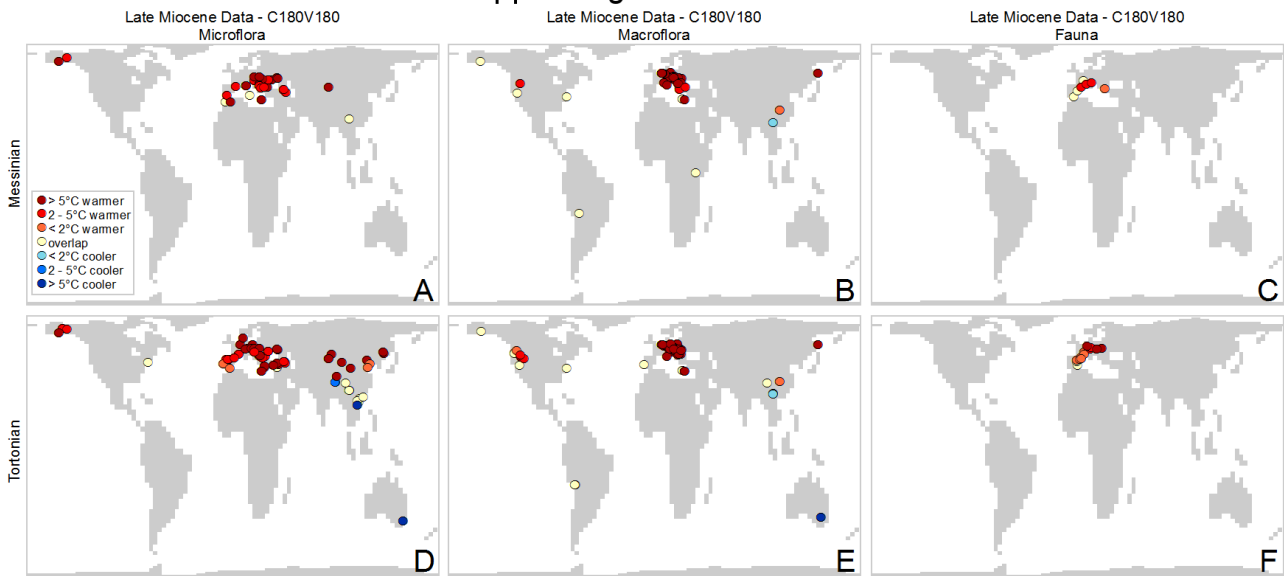 Late Miocene Data - C180V180
Microflora
Late Miocene Data - C180V180
Macroflora
Late Miocene Data - C180V180
Fauna
Messinian
> 5°C warmer
2 - 5°C warmer
< 2°C warmer
overlap
< 2°C cooler
2 - 5°C cooler
> 5°C cooler
A
B
C
Tortonian
D
E
F